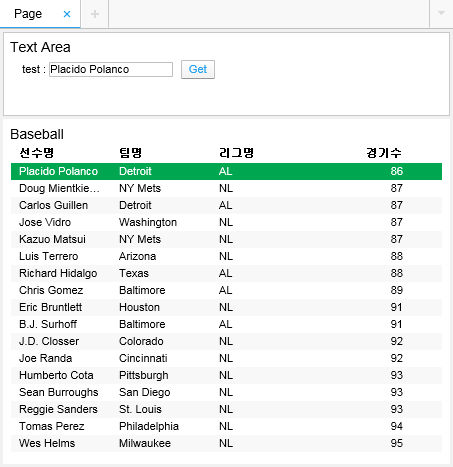 Page × +
Text Area
test : Placido Polanco Get
Baseball
선수명 팀명 리그명 경기수
Placido Polanco Detroit AL 86
Doug Mientkie... NY Mets NL 87
Carlos Guillen Detroit AL 87
Jose Vidro Washington NL 87
Kazuo Matsui NY Mets NL 87
Luis Terrero Arizona NL 88
Richard Hidalgo Texas AL 88
Chris Gomez Baltimore AL 89
Eric Bruntlett Houston NL 91
B.J. Surhoff Baltimore AL 91
J.D. Closser Colorado NL 92
Joe Randa Cincinnati NL 92
Humberto Cota Pittsburgh NL 93
Sean Burroughs San Diego NL 93
Reggie Sanders St. Louis NL 93
Tomas Perez Philadelphia NL 94
Wes Helms Milwaukee NL 95